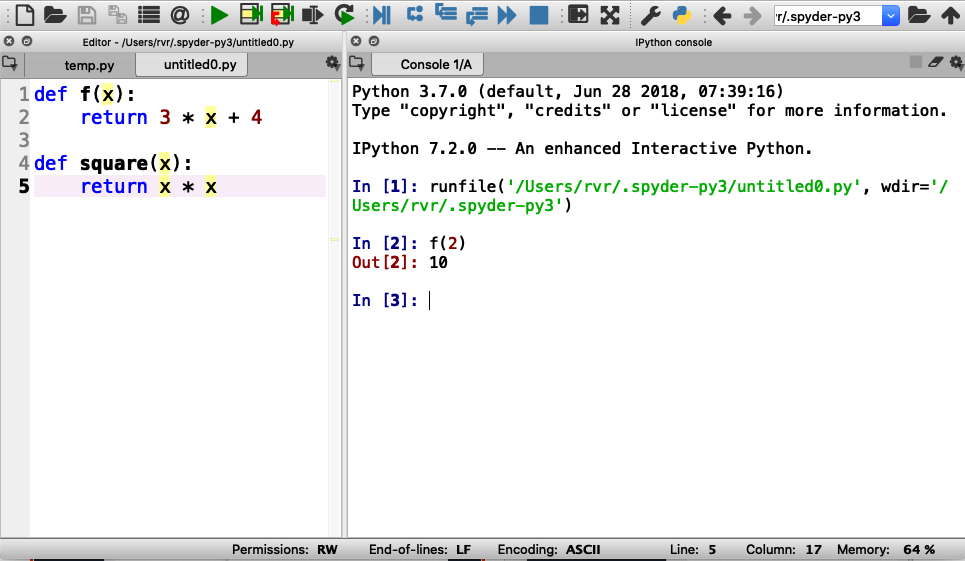 r/.spyder-py3
Editor - /Users/rvr/.spyder-py3/untitled0.py
temp.py
untitled0.py
1 def f(x):
2     return 3 * x + 4
3
4 def square(x):
5     return x * x
IPython console
Console 1/A
Python 3.7.0 (default, Jun 28 2018, 07:39:16)
Type "copyright", "credits" or "license" for more information.
IPython 7.2.0 -- An enhanced Interactive Python.
In [1]: runfile('/Users/rvr/.spyder-py3/untitled0.py', wdir='/
Users/rvr/.spyder-py3')
In [2]: f(2)
Out[2]: 10
In [3]:
Permissions: RW End-of-lines: LF Encoding: ASCII Line: 5 Column: 17 Memory: 64 %